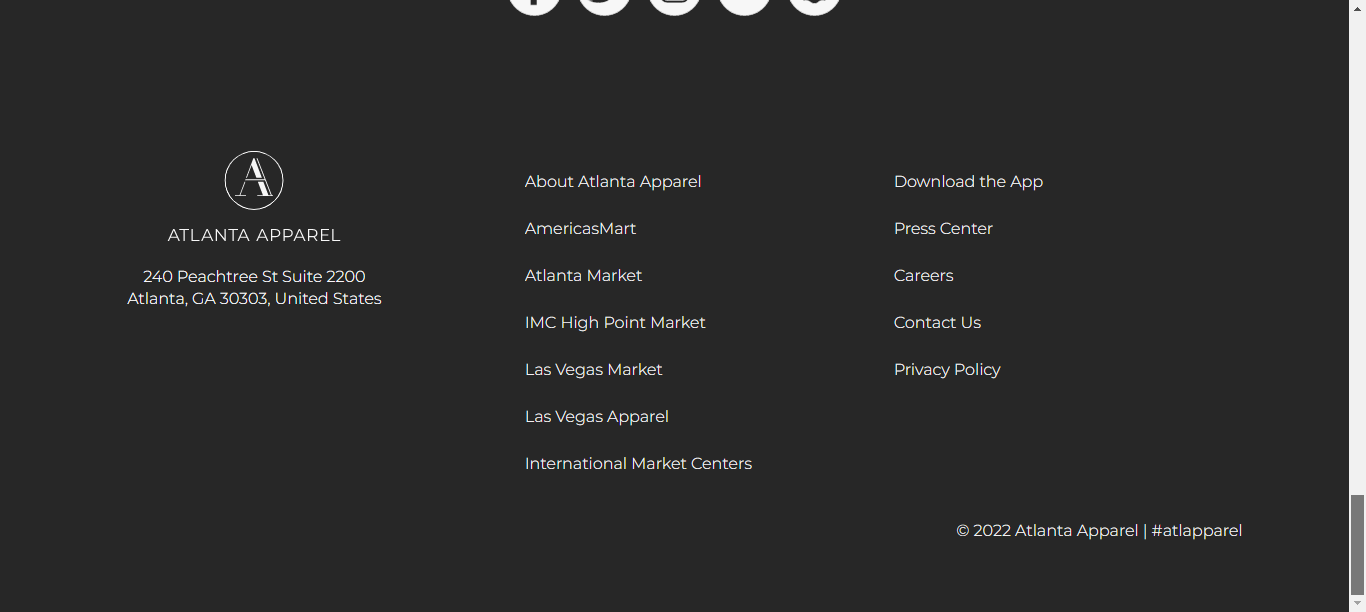 A
ATLANTA APPAREL
240 Peachtree St Suite 2200
Atlanta, GA 30303, United States
About Atlanta Apparel
AmericasMart
Atlanta Market
IMC High Point Market
Las Vegas Market
Las Vegas Apparel
International Market Centers
Download the App
Press Center
Careers
Contact Us
Privacy Policy
© 2022 Atlanta Apparel | #atlapparel